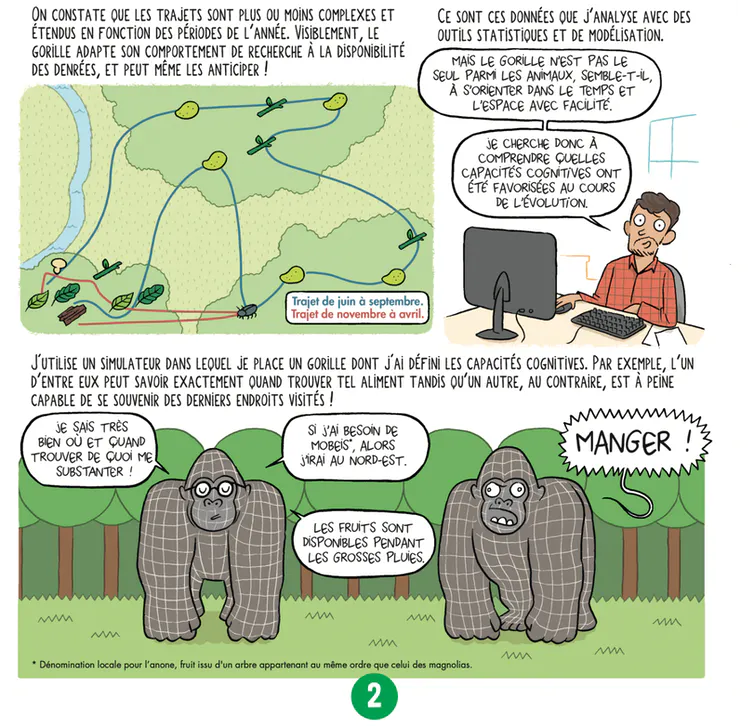 On constate que les trajets sont plus ou moins complexes et
étendus en fonction des périodes de l'année. Visiblement, le
gorille adapte son comportement de recherche à la disponibilité
des denrées, et peut même les anticiper !
Trajet de juin à septembre.
Trajet de novembre à avril.
Ce sont ces données que j'analyse avec des
outils statistiques et de modélisation.
Mais le gorille n'est pas le
seul parmi les animaux, semble-t-il,
à s'orienter dans le temps et
l'espace avec facilité.
Je cherche donc à
comprendre quelles
capacités cognitives ont
été favorisées au cours
de l'évolution.
J'utilise un simulateur dans lequel je place un gorille dont j'ai défini les capacités cognitives. Par exemple, l'un
d'entre eux peut savoir exactement quand trouver tel aliment tandis qu'un autre, au contraire, est à peine
capable de se souvenir des derniers endroits visités !
Je sais très
bien où et quand
trouver de quoi me
substanter !
Si j'ai besoin de
mobeis*, alors
j'irai au nord-est.
Les fruits sont
disponibles pendant
les grosses pluies.
MANGER !
* Dénomination locale pour l'anone, fruit issu d'un arbre appartenant au même ordre que celui des magnolias.
2